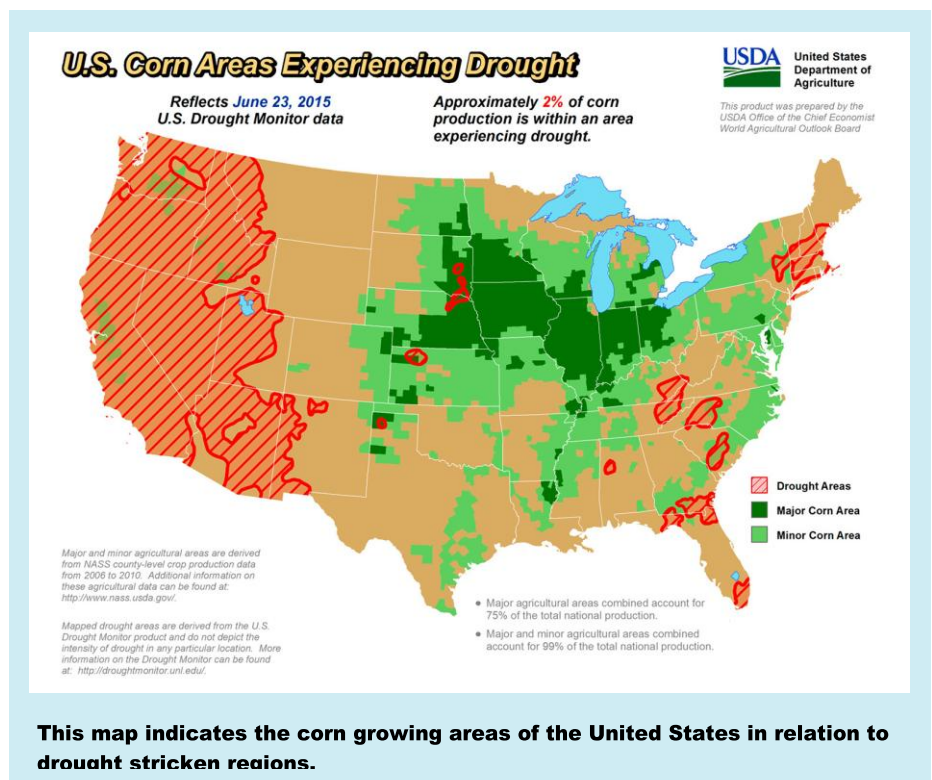 U.S. Corn Areas Experiencing Drought
Reflects June 23, 2015
U.S. Drought Monitor data
Approximately 2% of corn
production is within an area
experiencing drought.
USDA
United States
Department of
Agriculture
This product was prepared by the
USDA Office of the Chief Economist
World Agricultural Outlook Board
Drought Areas
Major Corn Area
Minor Corn Area
Major and minor agricultural areas are derived
from NASS county-level crop production data
from 2006 to 2010. Additional information on
these agricultural data can be found at:
http://www.nass.usda.gov/.
Mapped drought areas are derived from the U.S.
Drought Monitor product and do not depict the
intensity of drought in any particular location. More
information on the Drought Monitor can be found
at: http://droughtmonitor.unl.edu/.
● Major agricultural areas combined account for
75% of the total national production.
● Major and minor agricultural areas combined
account for 99% of the total national production.
This map indicates the corn growing areas of the United States in relation to
drought stricken regions.